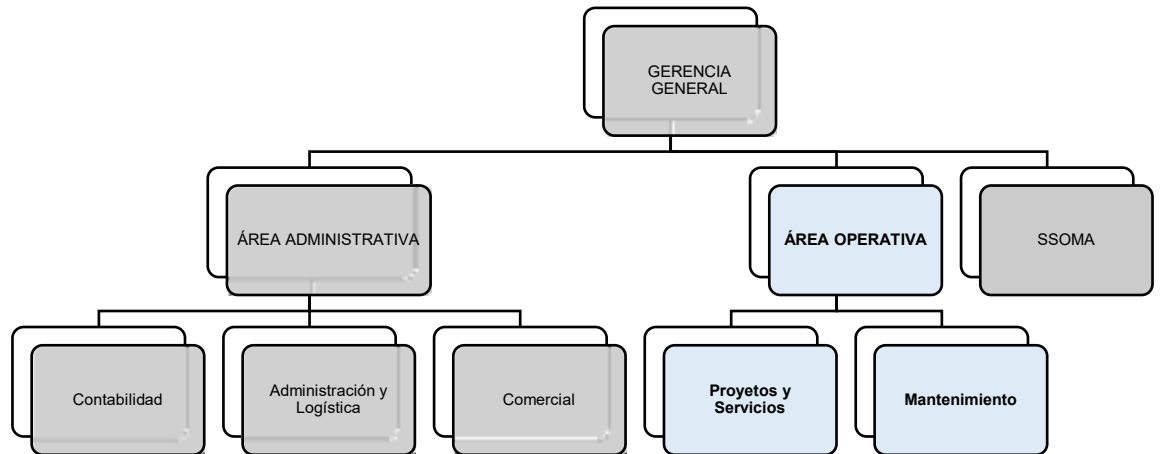 GERENCIA
GENERAL
ÁREA ADMINISTRATIVA
ÁREA OPERATIVA
SSOMA
Contabilidad
Administración y
Logística
Comercial
Proyetos y
Servicios
Mantenimiento